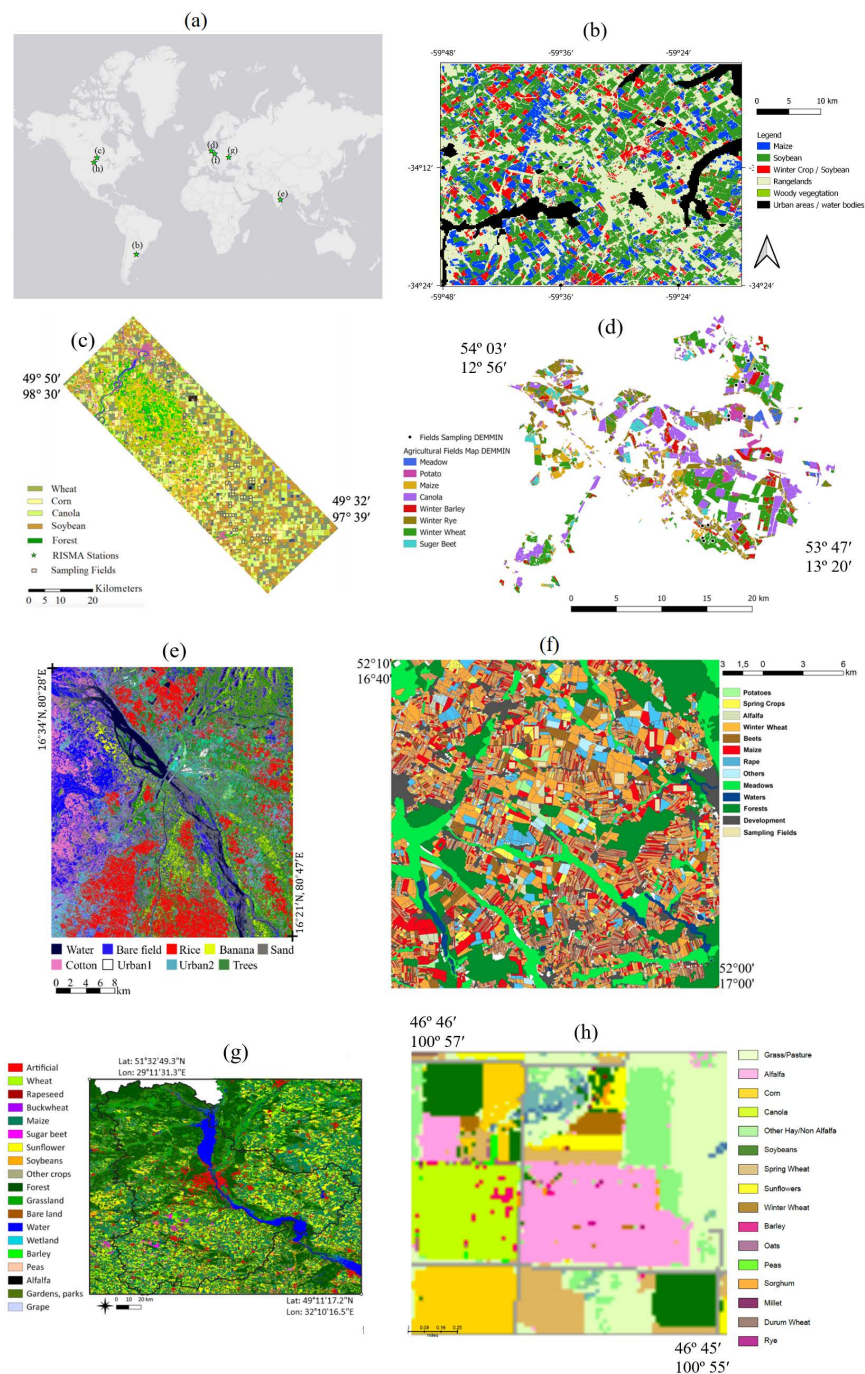 (a)
(c)
(h)
(d)
(f)
(g)
(e)
(b)
(b)
-59°48'
-59°36'
-59°24'
0 5 10 km
Legend
Maize
Soybean
Winter Crop / Soybean
Rangelands
Woody vegegtation
Urban areas / water bodies
-34°12'
-34°24'
-34°24'
-59°48'
-59°36'
-59°24'
(c)
49° 50′
98° 30′
49° 32′
97° 39′
Wheat
Corn
Canola
Soybean
Forest
RISMA Stations
Sampling Fields
Kilometers
0 5 10 20
(d)
54° 03′
12° 56′
Fields Sampling DEMMIN
Agricultural Fields Map DEMMIN
Meadow
Potato
Maize
Canola
Winter Barley
Winter Rye
Winter Wheat
Suger Beet
53° 47′
13° 20′
0 5 10 15 20 km
(e)
16°34′N, 80°28′E
16°21′N, 80°47′E
Water Bare field Rice Banana Sand
Cotton Urban1 Urban2 Trees
0 2 4 6 8
km
(f)
52°10′
16°40′
3 1,5 0 3 6
km
Potatoes
Spring Crops
Alfalfa
Winter Wheat
Beets
Maize
Rape
Others
Meadows
Waters
Forests
Development
Sampling Fields
52°00′
17°00′
(g)
Lat: 51°32'49.3"N
Lon: 29°11'31.3"E
Artificial
Wheat
Rapeseed
Buckwheat
Maize
Sugar beet
Sunflower
Soybeans
Other crops
Forest
Grassland
Bare land
Water
Wetland
Barley
Peas
Alfalfa
Gardens, parks
Grape
0 10 20 km
Lat: 49°11'17.2"N
Lon: 32°10'16.5"E
(h)
46° 46′
100° 57′
Grass/Pasture
Alfalfa
Corn
Canola
Other Hay/Non Alfalfa
Soybeans
Spring Wheat
Sunflowers
Winter Wheat
Barley
Oats
Peas
Sorghum
Millet
Durum Wheat
Rye
0.08 0.16 0.25
miles
46° 45′
100° 55′